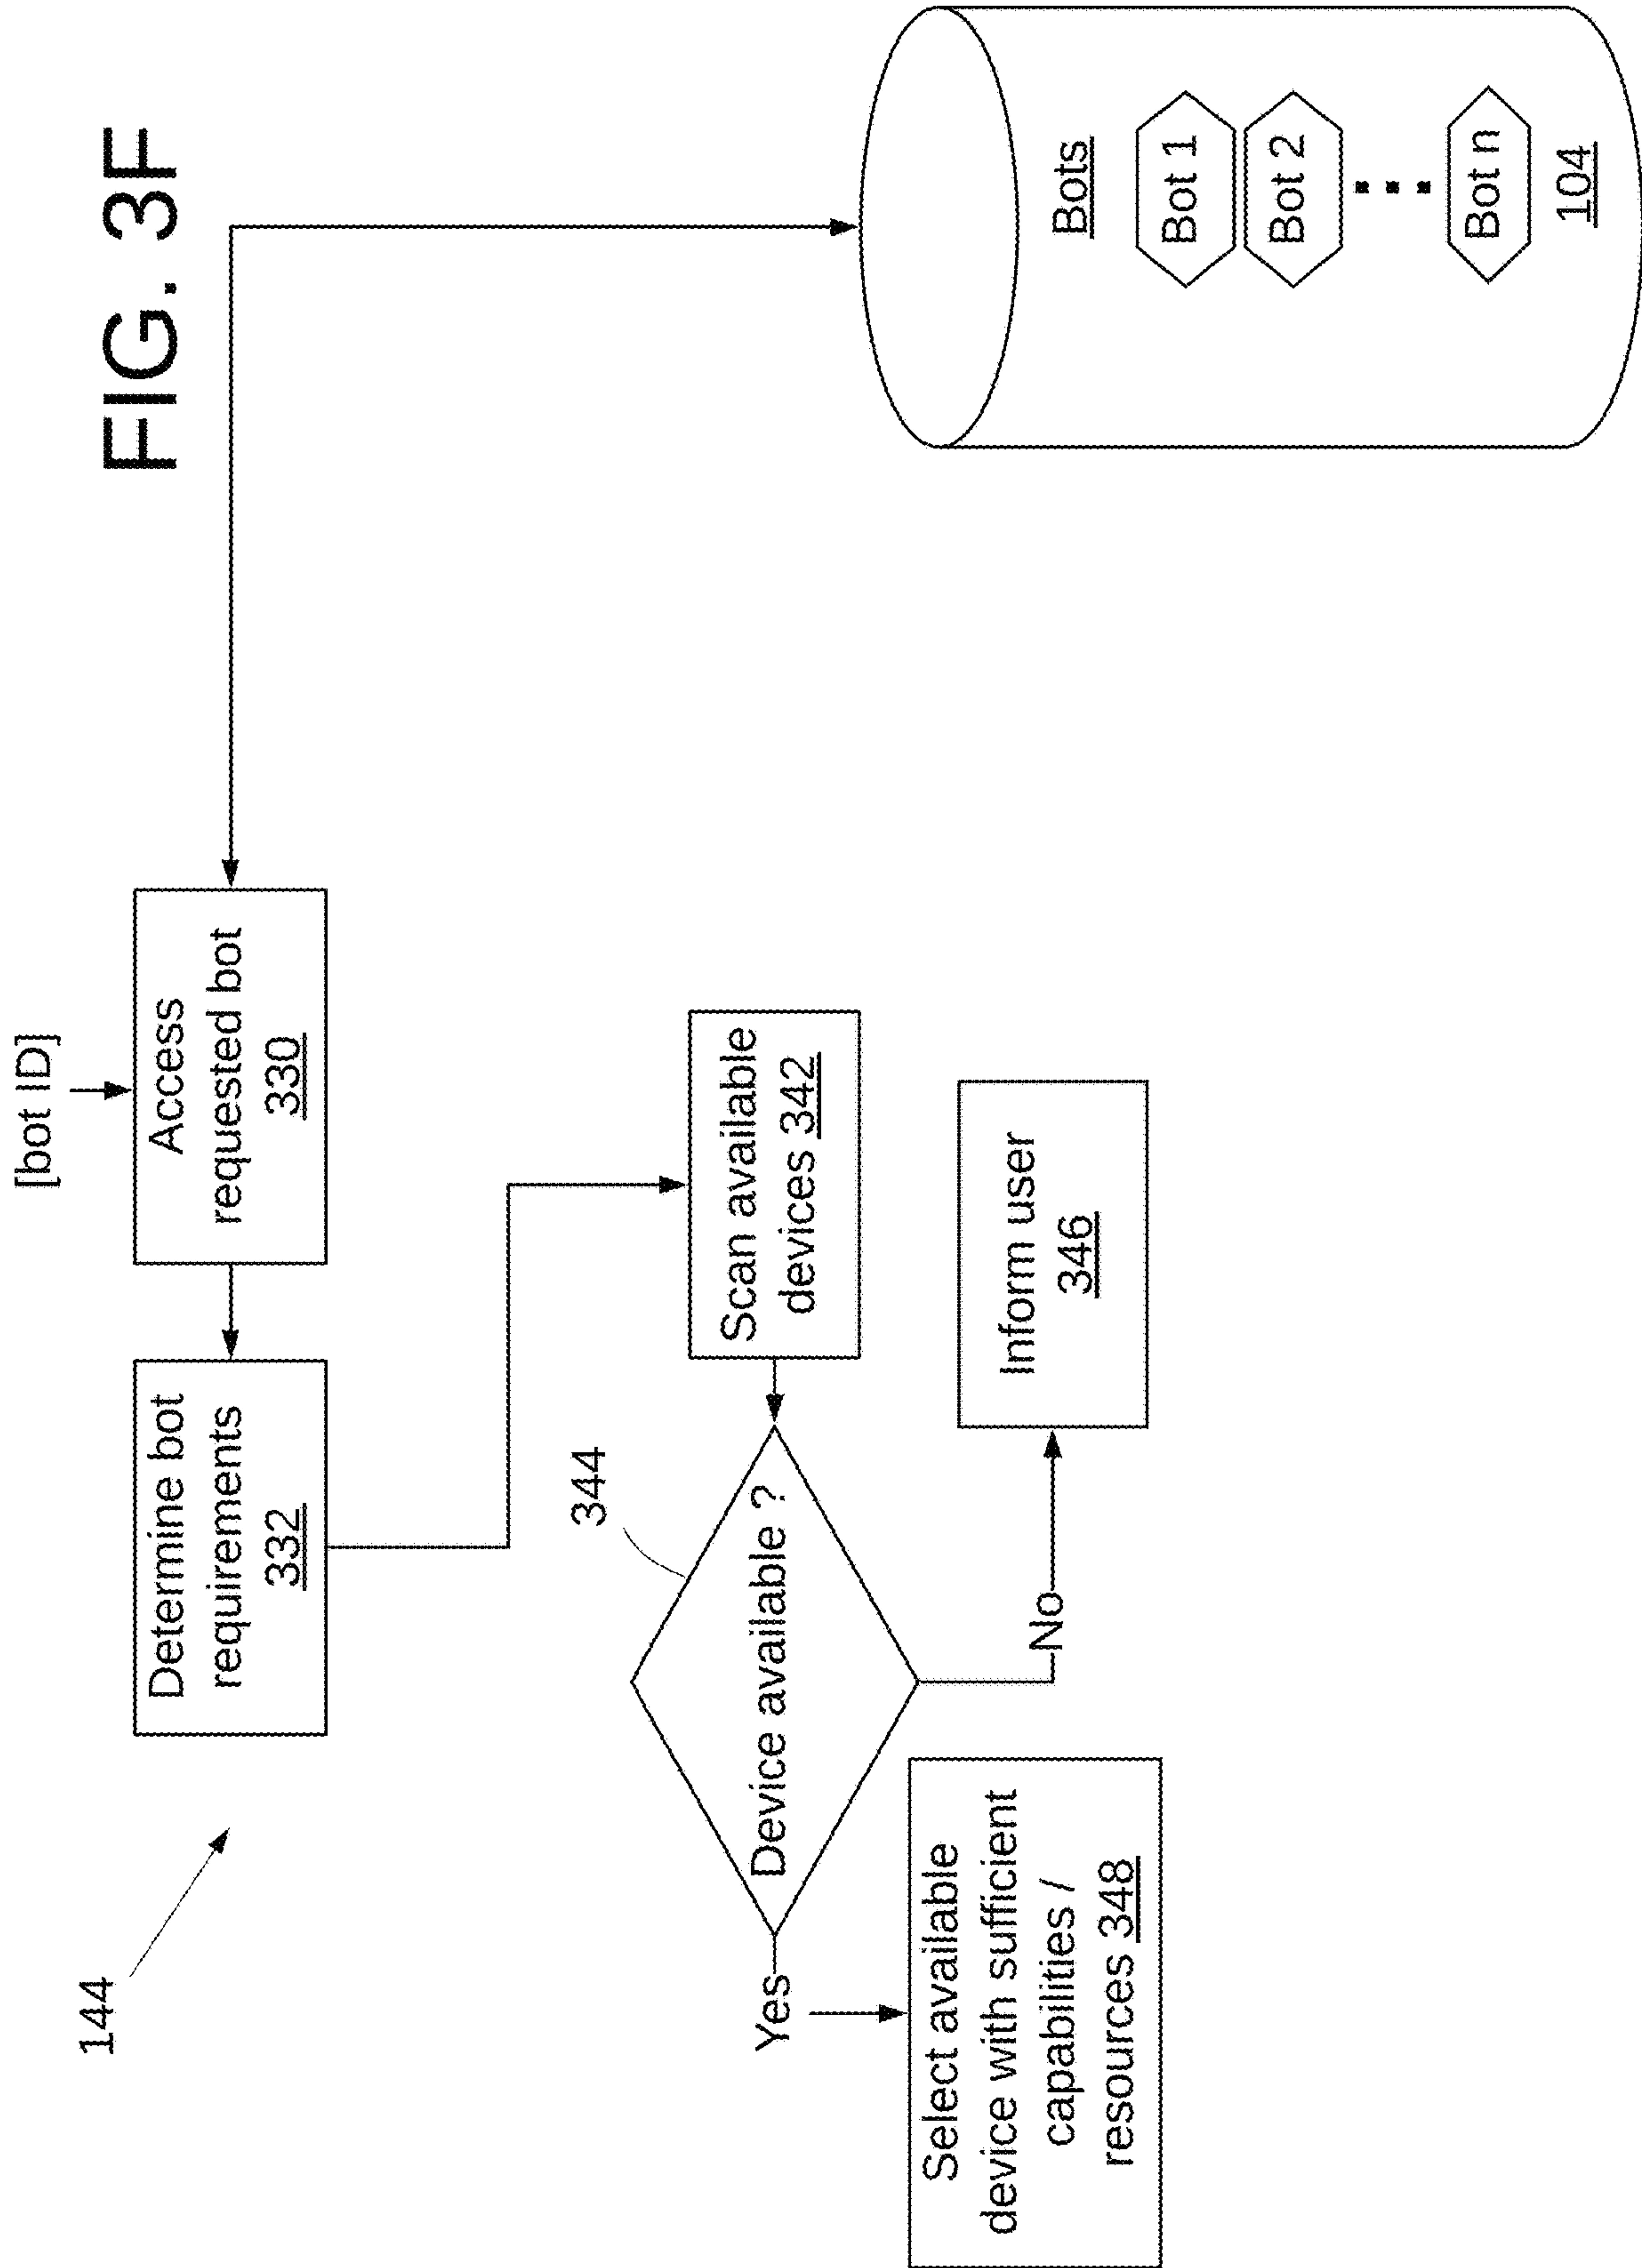 FIG. 3F
144
[bot ID]
Determine bot
requirements
332
Access
requested bot
330
344
Scan available
devices 342
Device available ?
Yes
No
Select available
device with sufficient
capabilities /
resources 348
Inform user
346
Bots
Bot 1
Bot 2
Bot n
104